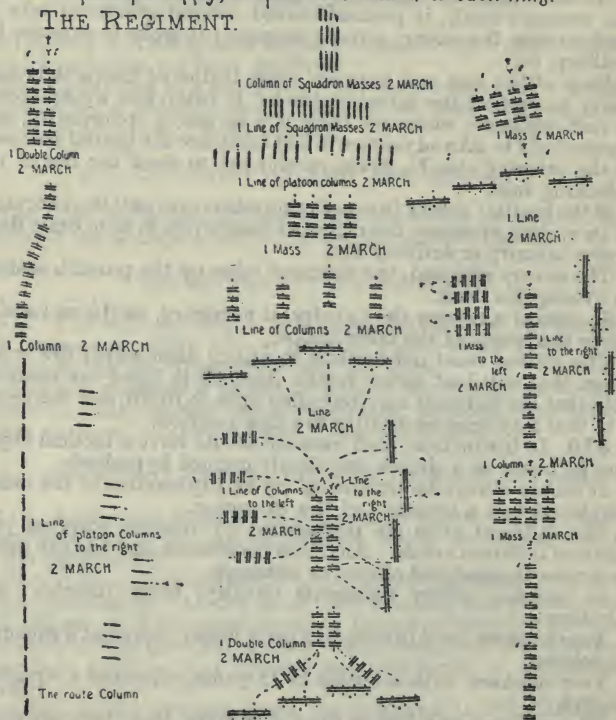 THE REGIMENT.
1 Column of Squadron Masses 2 MARCH
1 Line of Squadron Masses 2 MARCH
1 Double Column
2 MARCH
1 Mass 2 MARCH
1 Line of platoon columns 2 MARCH
1. Line
2 MARCH
1 Mass 2 MARCH
1 Line of Columns 2 MARCH
1 Column 2 MARCH
1 Mass
to the
left
2 MARCH
1 Line
to the right
2 MARCH
1 Line
2 MARCH
1 Column 2 MARCH
1 Line of Columns
to the left
2 MARCH
1 Line
to the
right
2 MARCH
1 Line
of platoon Columns
to the right
2 MARCH
1 Mass 2 MARCH
1 Double Column
2 MARCH
The route Column